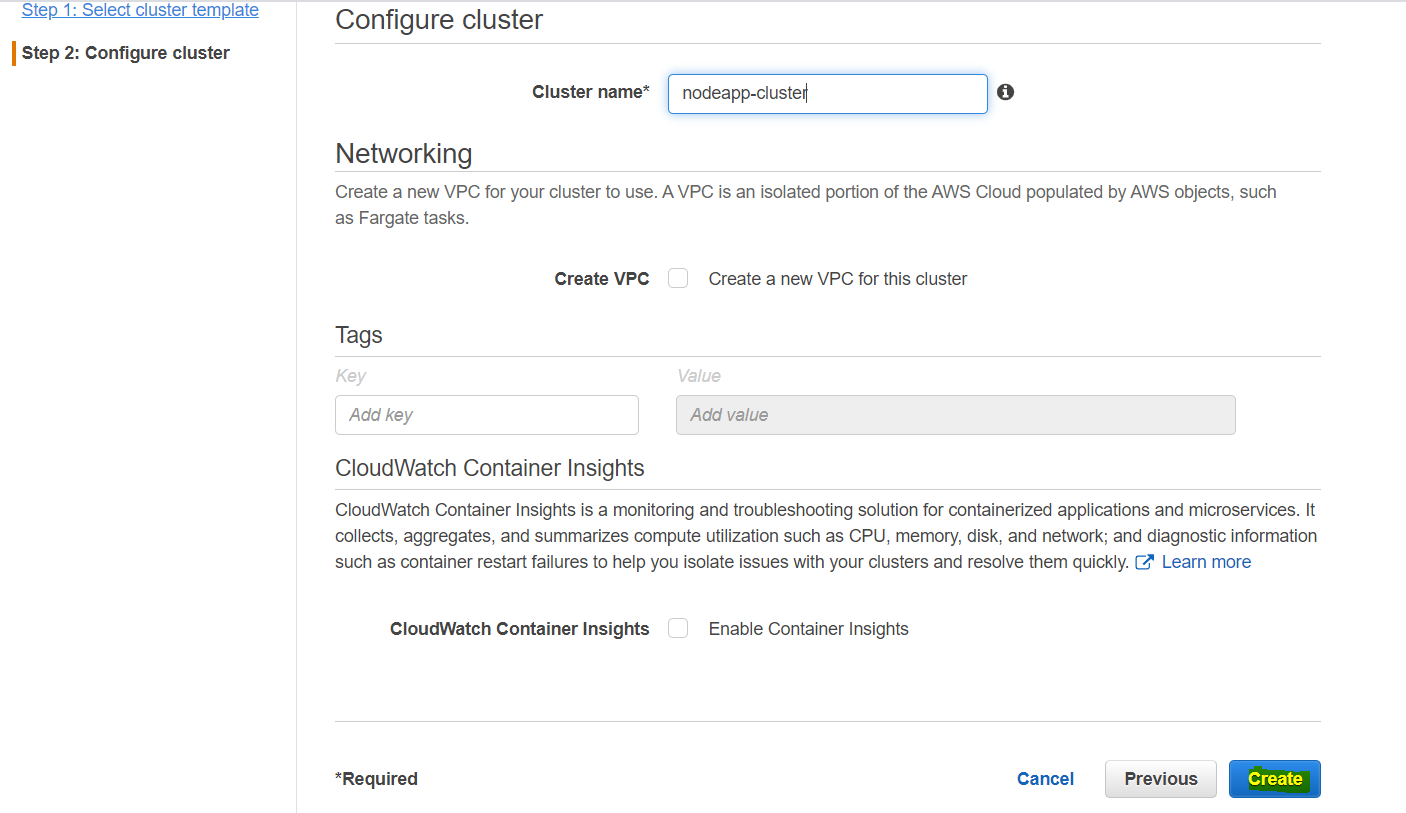 Step 1: Select cluster template
Step 2: Configure cluster
Configure cluster
Cluster name* nodeapp-cluster
Networking
Create a new VPC for your cluster to use. A VPC is an isolated portion of the AWS Cloud populated by AWS objects, such
as Fargate tasks.
Create VPC Create a new VPC for this cluster
Tags
Key Value
Add key Add value
CloudWatch Container Insights
CloudWatch Container Insights is a monitoring and troubleshooting solution for containerized applications and microservices. It
collects, aggregates, and summarizes compute utilization such as CPU, memory, disk, and network; and diagnostic information
such as container restart failures to help you isolate issues with your clusters and resolve them quickly. Learn more
CloudWatch Container Insights Enable Container Insights
*Required Cancel Previous Create